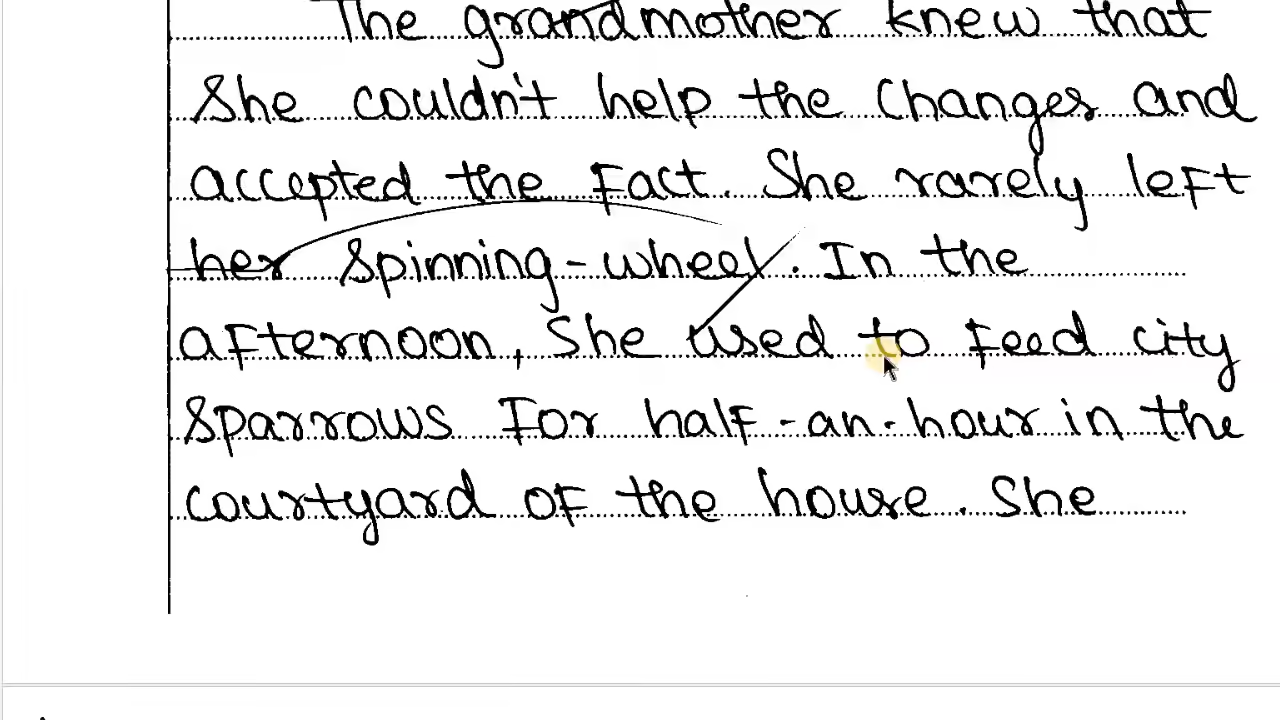 The grandmother knew that
She couldn't help the Changes and
accepted the Fact. She rarely left
her Spinning-wheel. In the
afternoon, She used to Feed city
Sparrows For half-an-hour in the
courtyard of the house. She